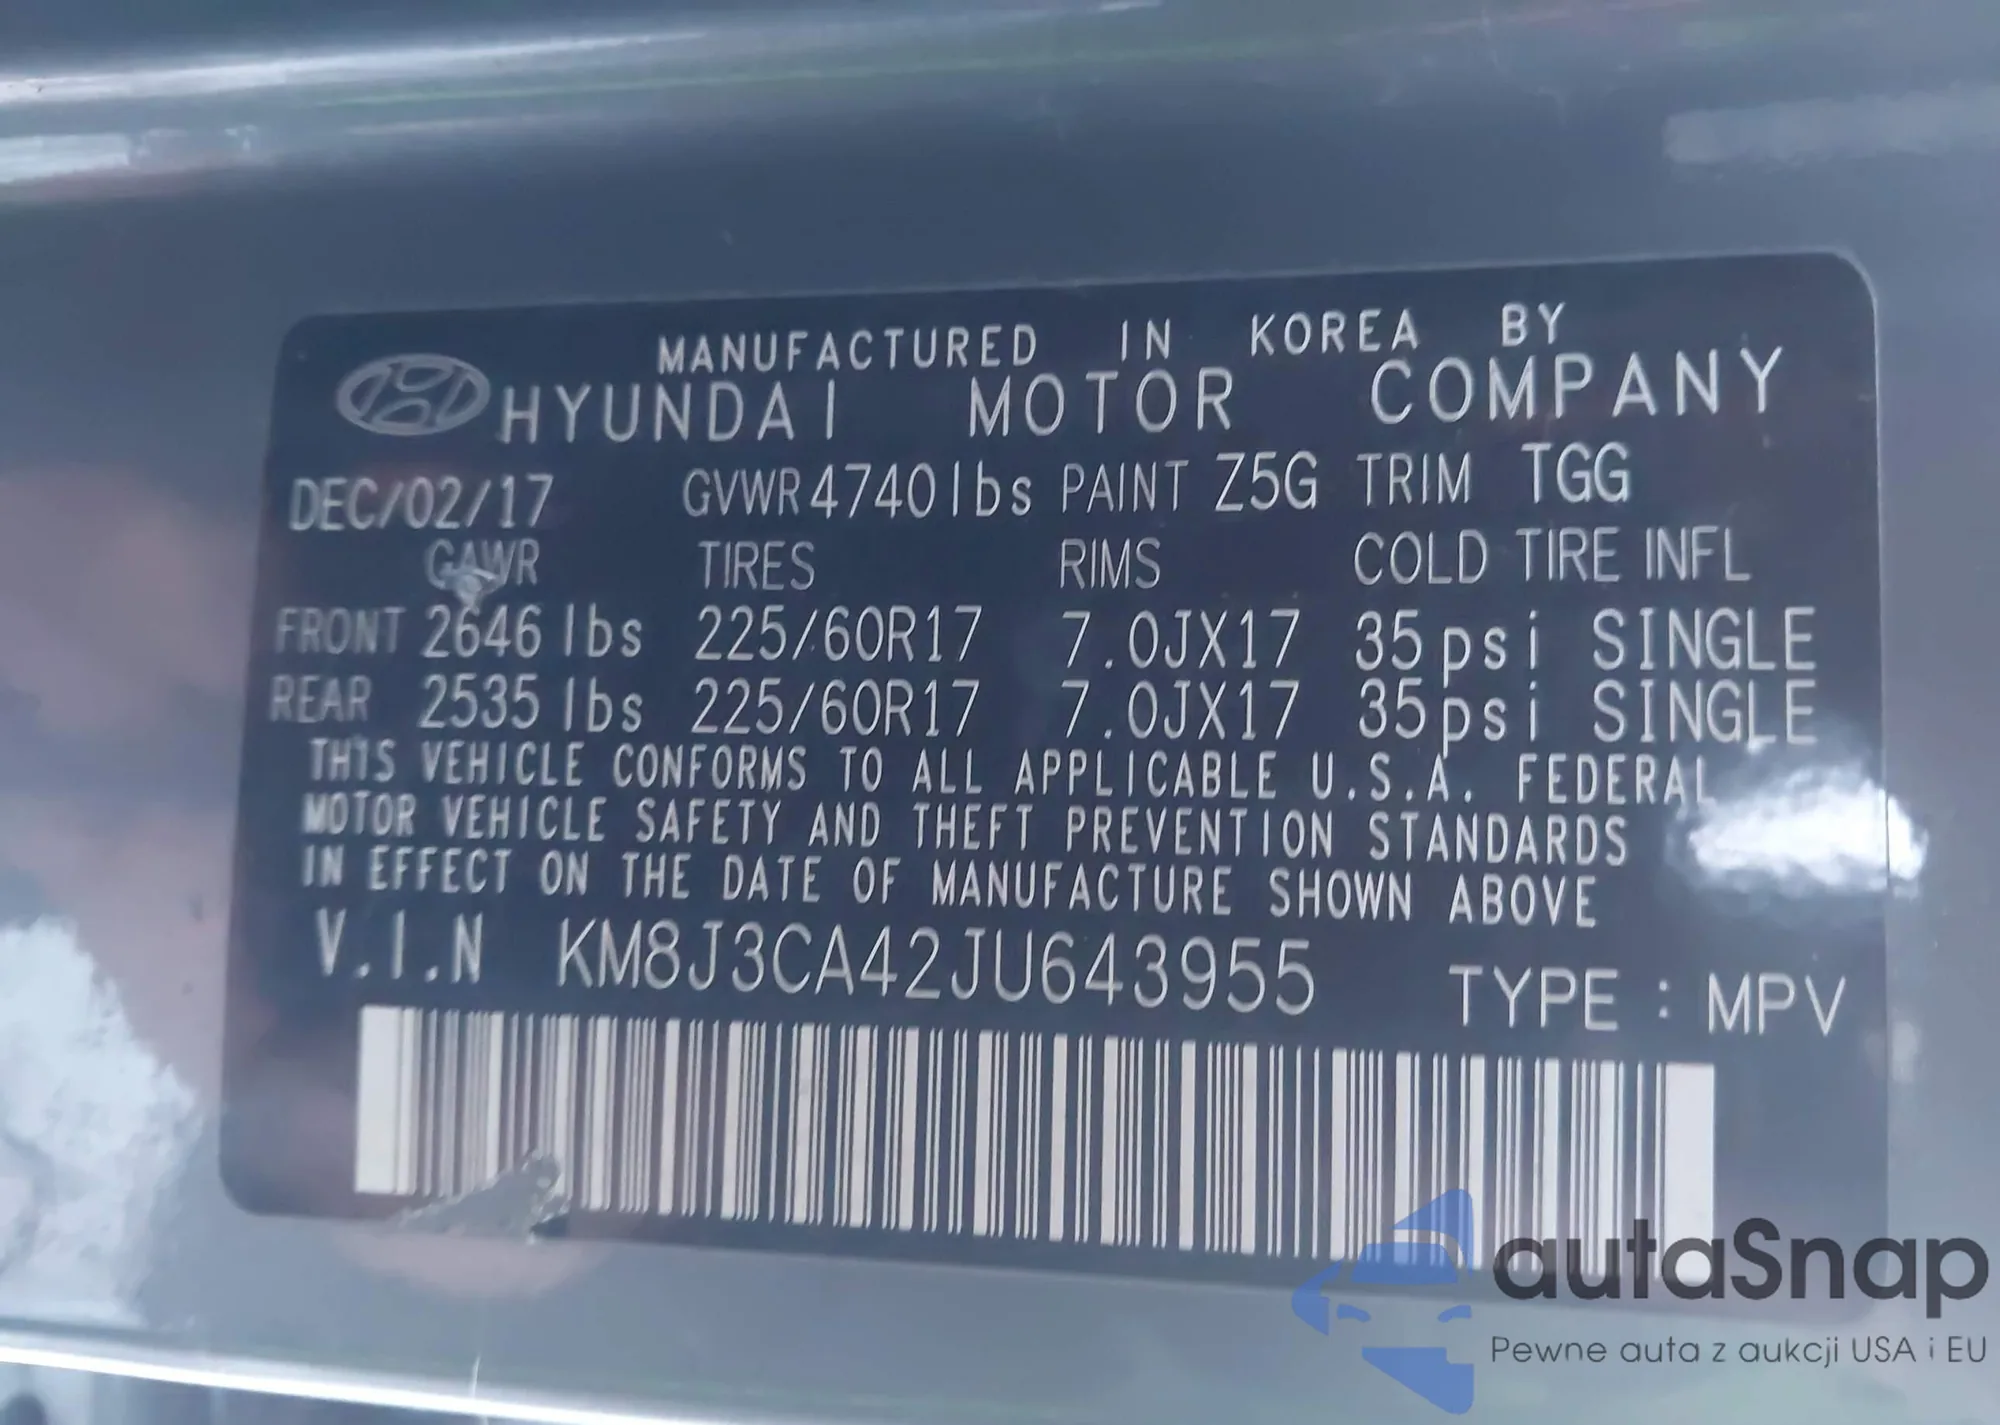 MANUFACTURED IN KOREA BY
HYUNDAI MOTOR COMPANY
DEC/02/17 GVWR4740lbs PAINT Z5G TRIM TGG
GAWR TIRES RIMS COLD TIRE INFL
FRONT 2646 lbs 225/60R17 7.0JX17 35psi SINGLE
REAR 2535 lbs 225/60R17 7.0JX17 35psi SINGLE
THIS VEHICLE CONFORMS TO ALL APPLICABLE U.S.A. FEDERAL
MOTOR VEHICLE SAFETY AND THEFT PREVENTION STANDARDS
IN EFFECT ON THE DATE OF MANUFACTURE SHOWN ABOVE
V.I.N KM8J3CA42JU643955 TYPE : MPV
autaSnap
Pewne auta z aukcji USA i EU